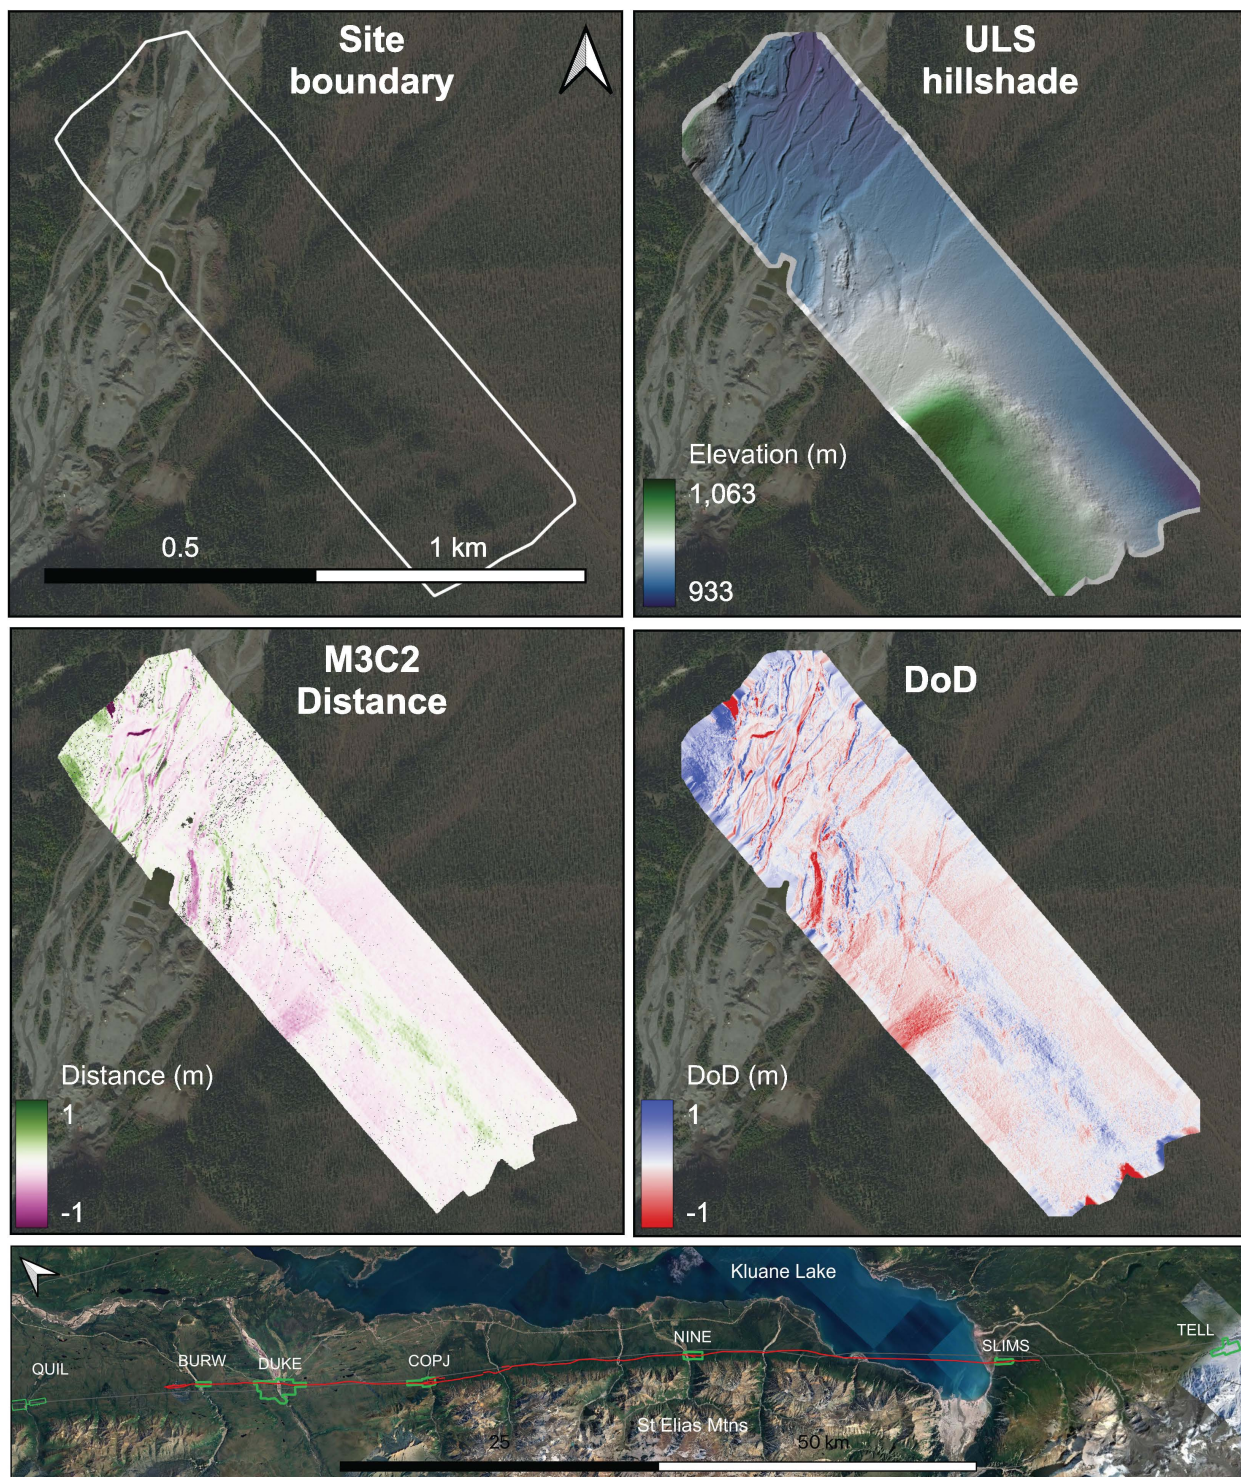 Site
boundary
0.5
1 km
ULS
hillshade
Elevation (m)
1,063
933
M3C2
Distance
Distance (m)
1
-1
DoD
DoD (m)
1
-1
Kluane Lake
QUIL
BURW
DUKE
COPJ
NINE
SLIMS
TELL
St Elias Mtns
25
50 km